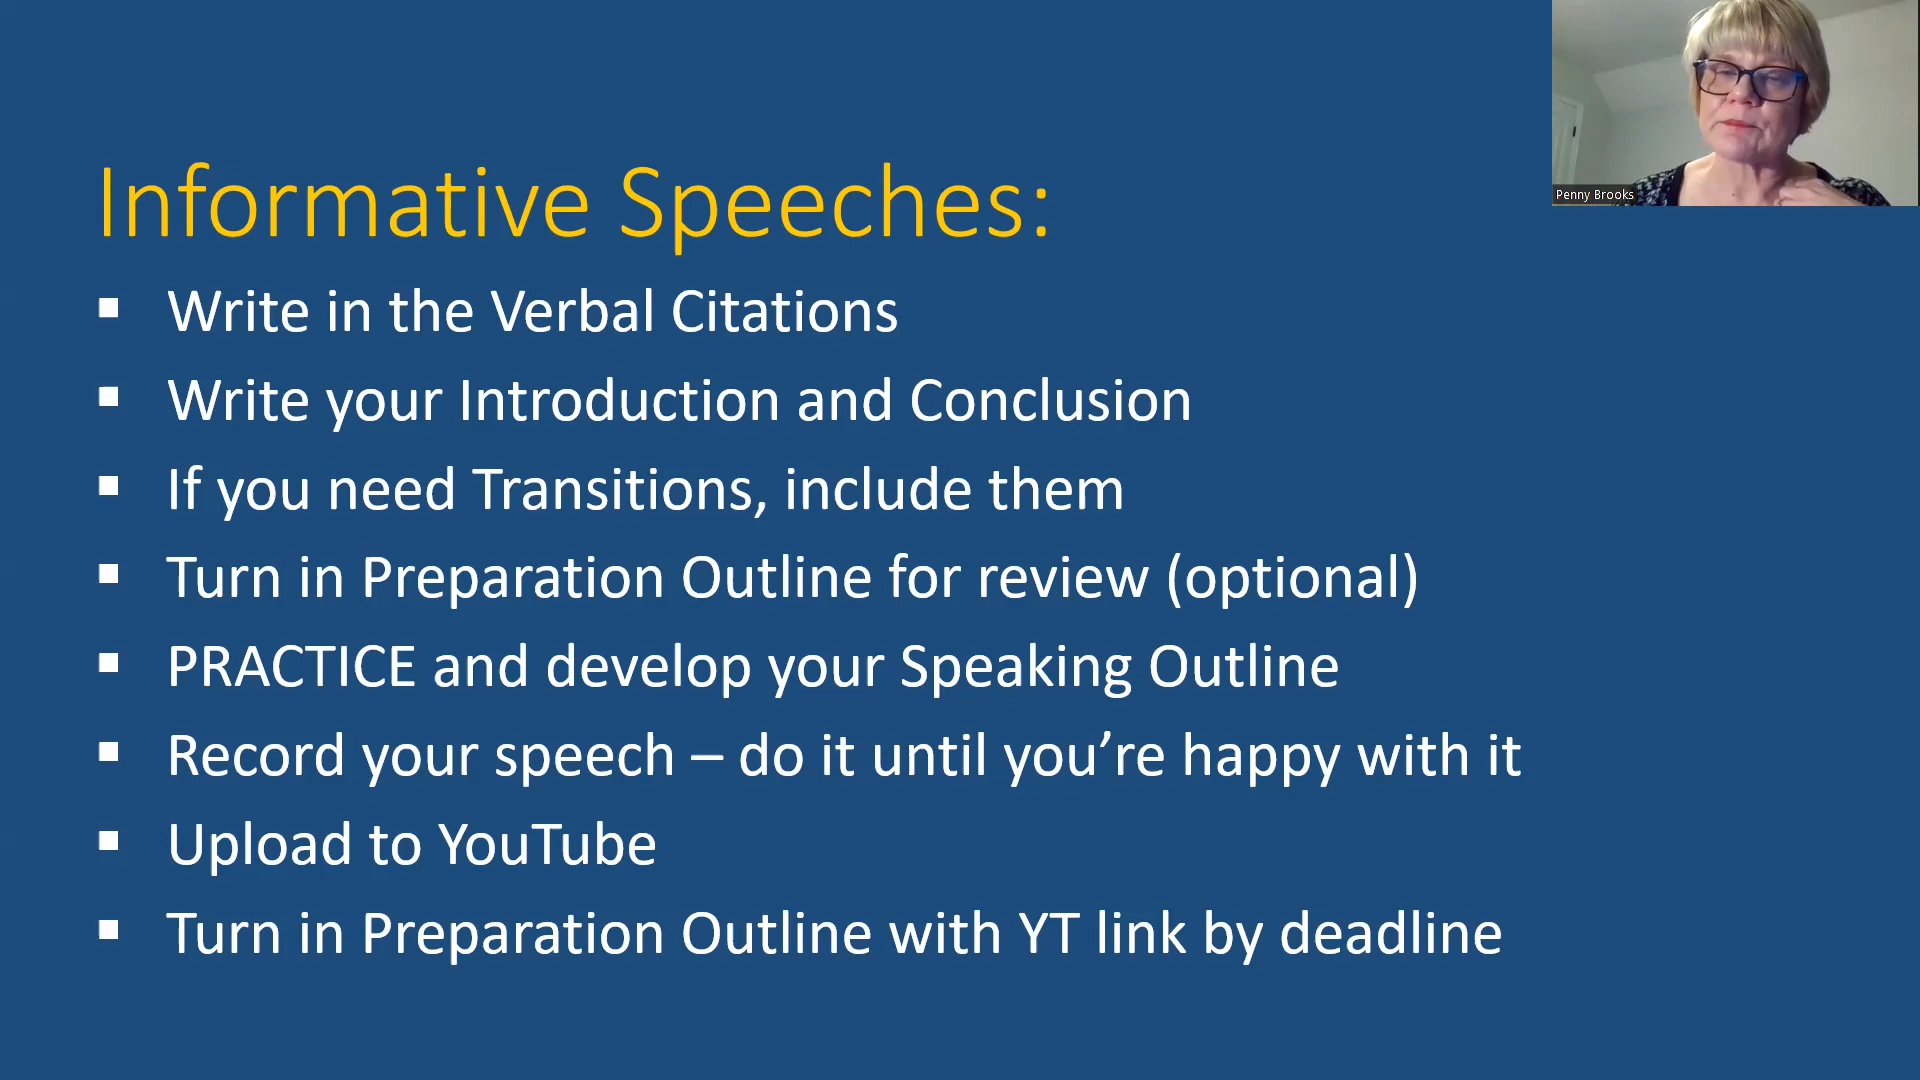 Informative Speeches:
Write in the Verbal Citations
Write your Introduction and Conclusion
If you need Transitions, include them
Turn in Preparation Outline for review (optional)
PRACTICE and develop your Speaking Outline
Record your speech – do it until you’re happy with it
Upload to YouTube
Turn in Preparation Outline with YT link by deadline
Penny Brooks